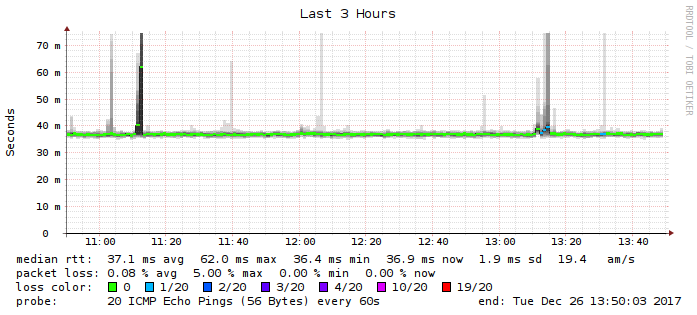 Last 3 Hours
RRDTOOL / TOBI OETIKER
Seconds
70 m
60 m
50 m
40 m
30 m
20 m
10 m
0
11:00 11:20 11:40 12:00 12:20 12:40 13:00 13:20 13:40
median rtt: 37.1 ms avg 62.0 ms max 36.4 ms min 36.9 ms now 1.9 ms sd 19.4 am/s
packet loss: 0.08 % avg 5.00 % max 0.00 % min 0.00 % now
loss color: 0 1/20 2/20 3/20 4/20 10/20 19/20
probe: 20 ICMP Echo Pings (56 Bytes) every 60s end: Tue Dec 26 13:50:03 2017